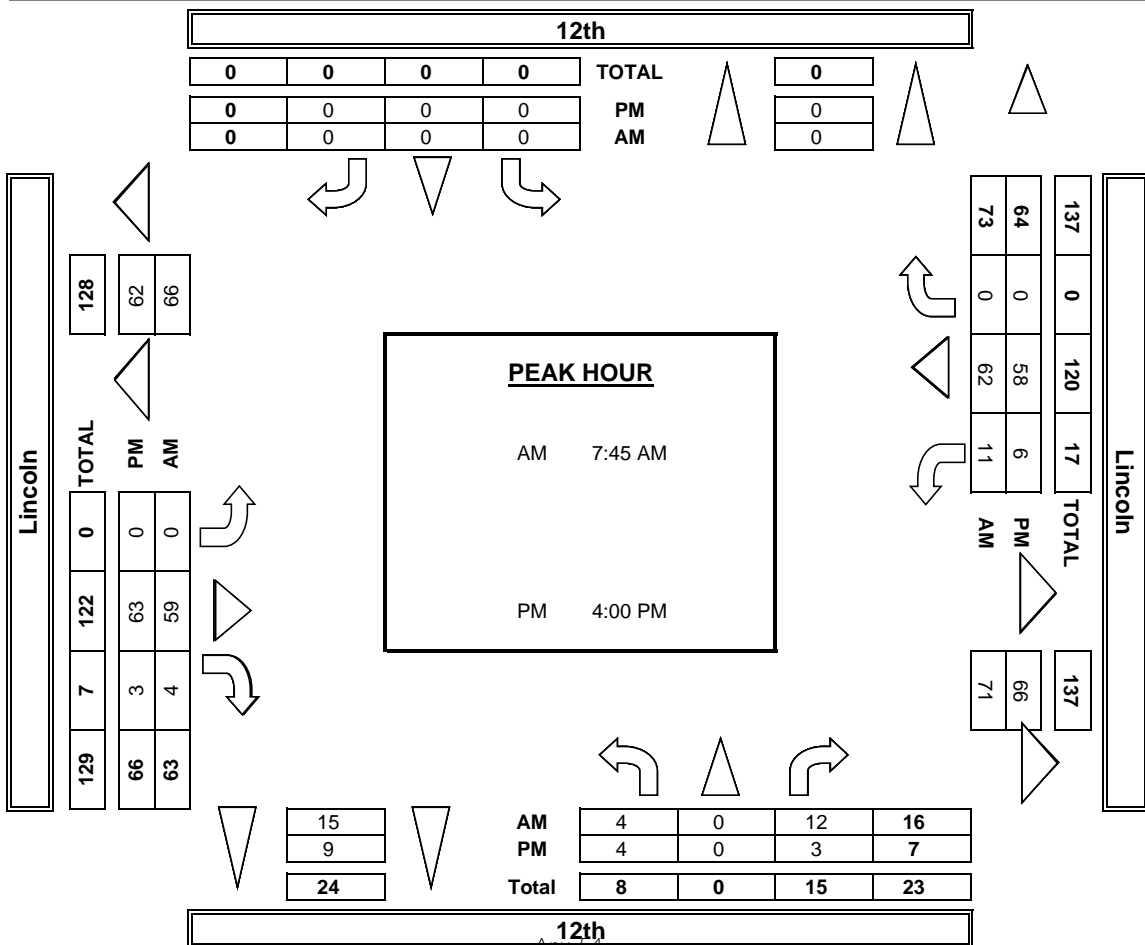 12th
0 0 0 0 TOTAL 0
0 0 0 0 PM 0
0 0 0 0 AM 0
Lincoln
128 62 66
TOTAL PM AM
0 0 0
122 63 59
7 3 4
129 66 63
PEAK HOUR
AM 7:45 AM
PM 4:00 PM
73 64 137
0 0 0
62 58 120
11 6 17
AM PM TOTAL
71 66 137
Lincoln
15 AM 4 0 12 16
9 PM 4 0 3 7
24 Total 8 0 15 23
12th